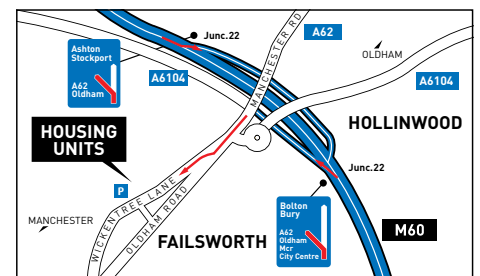 Ashton
Stockport
A62
Oldham
Junc.22
A6104
MANCHESTER RD
A62
OLDHAM
A6104
HOLLINWOOD
HOUSING
UNITS
P
WICKENTREE LANE
OLDHAM ROAD
MANCHESTER
FAILSWORTH
Junc.22
Bolton
Bury
A62
Oldham
Mcr
City Centre
M60